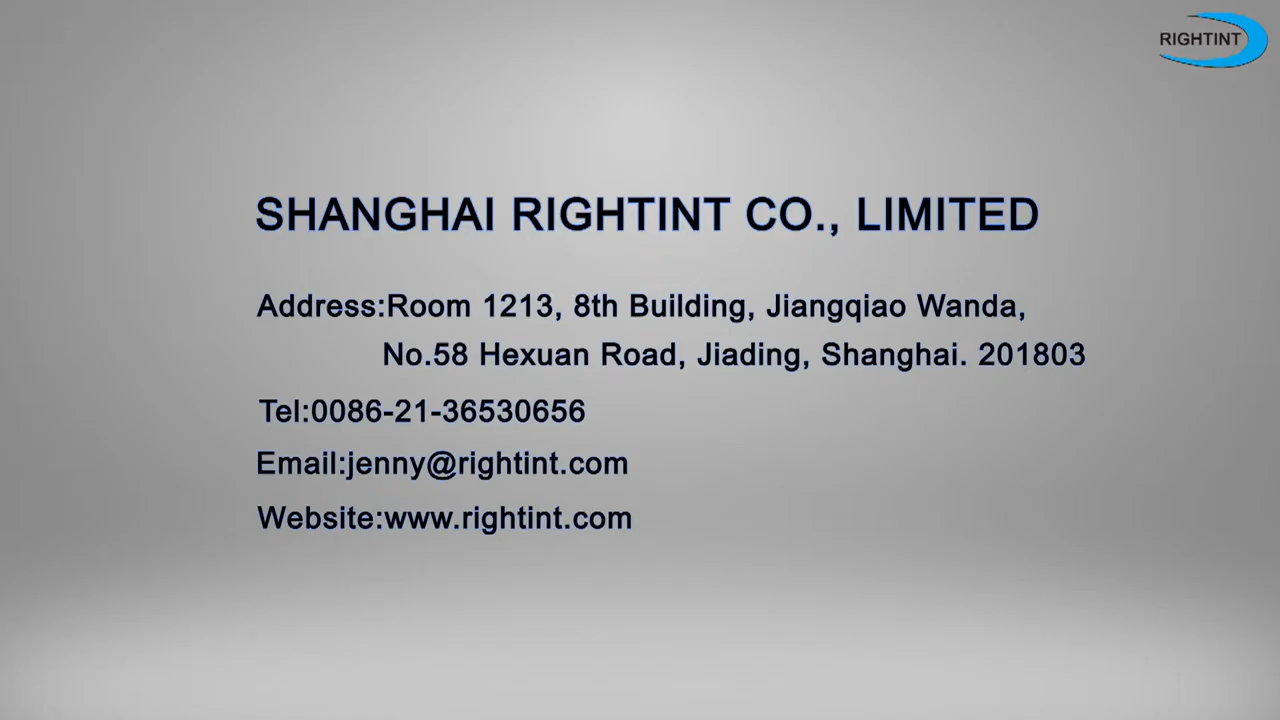 RIGHTINT
SHANGHAI RIGHTINT CO., LIMITED
Address:Room 1213, 8th Building, Jiangqiao Wanda,
No.58 Hexuan Road, Jiading, Shanghai. 201803
Tel:0086-21-36530656
Email:jenny@rightint.com
Website:www.rightint.com